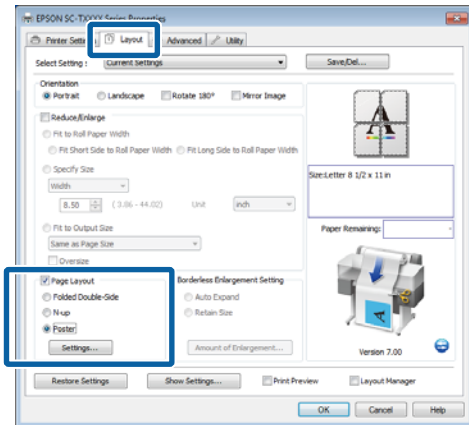 EPSON SC-TXXXX Series Properties
Printer Settings Layout Advanced Utility
Select Setting : Current Settings Save/Del...
Orientation
Portrait Landscape Rotate 180° Mirror Image
Reduce/Enlarge
Fit to Roll Paper Width
Fit Short Side to Roll Paper Width Fit Long Side to Roll Paper Width
Specify Size
Width
8.50 ( 3.86 - 44.02) Unit inch
Fit to Output Size
Same as Page Size
Oversize
A
Size:Letter 8 1/2 x 11 in
Paper Remaining:
Page Layout Borderless Enlargement Setting
Folded Double-Side Auto Expand
N-up Retain Size
Poster
Settings... Amount of Enlargement...
A
Version 7.00
Restore Settings Show Settings... Print Preview Layout Manager
OK Cancel Help